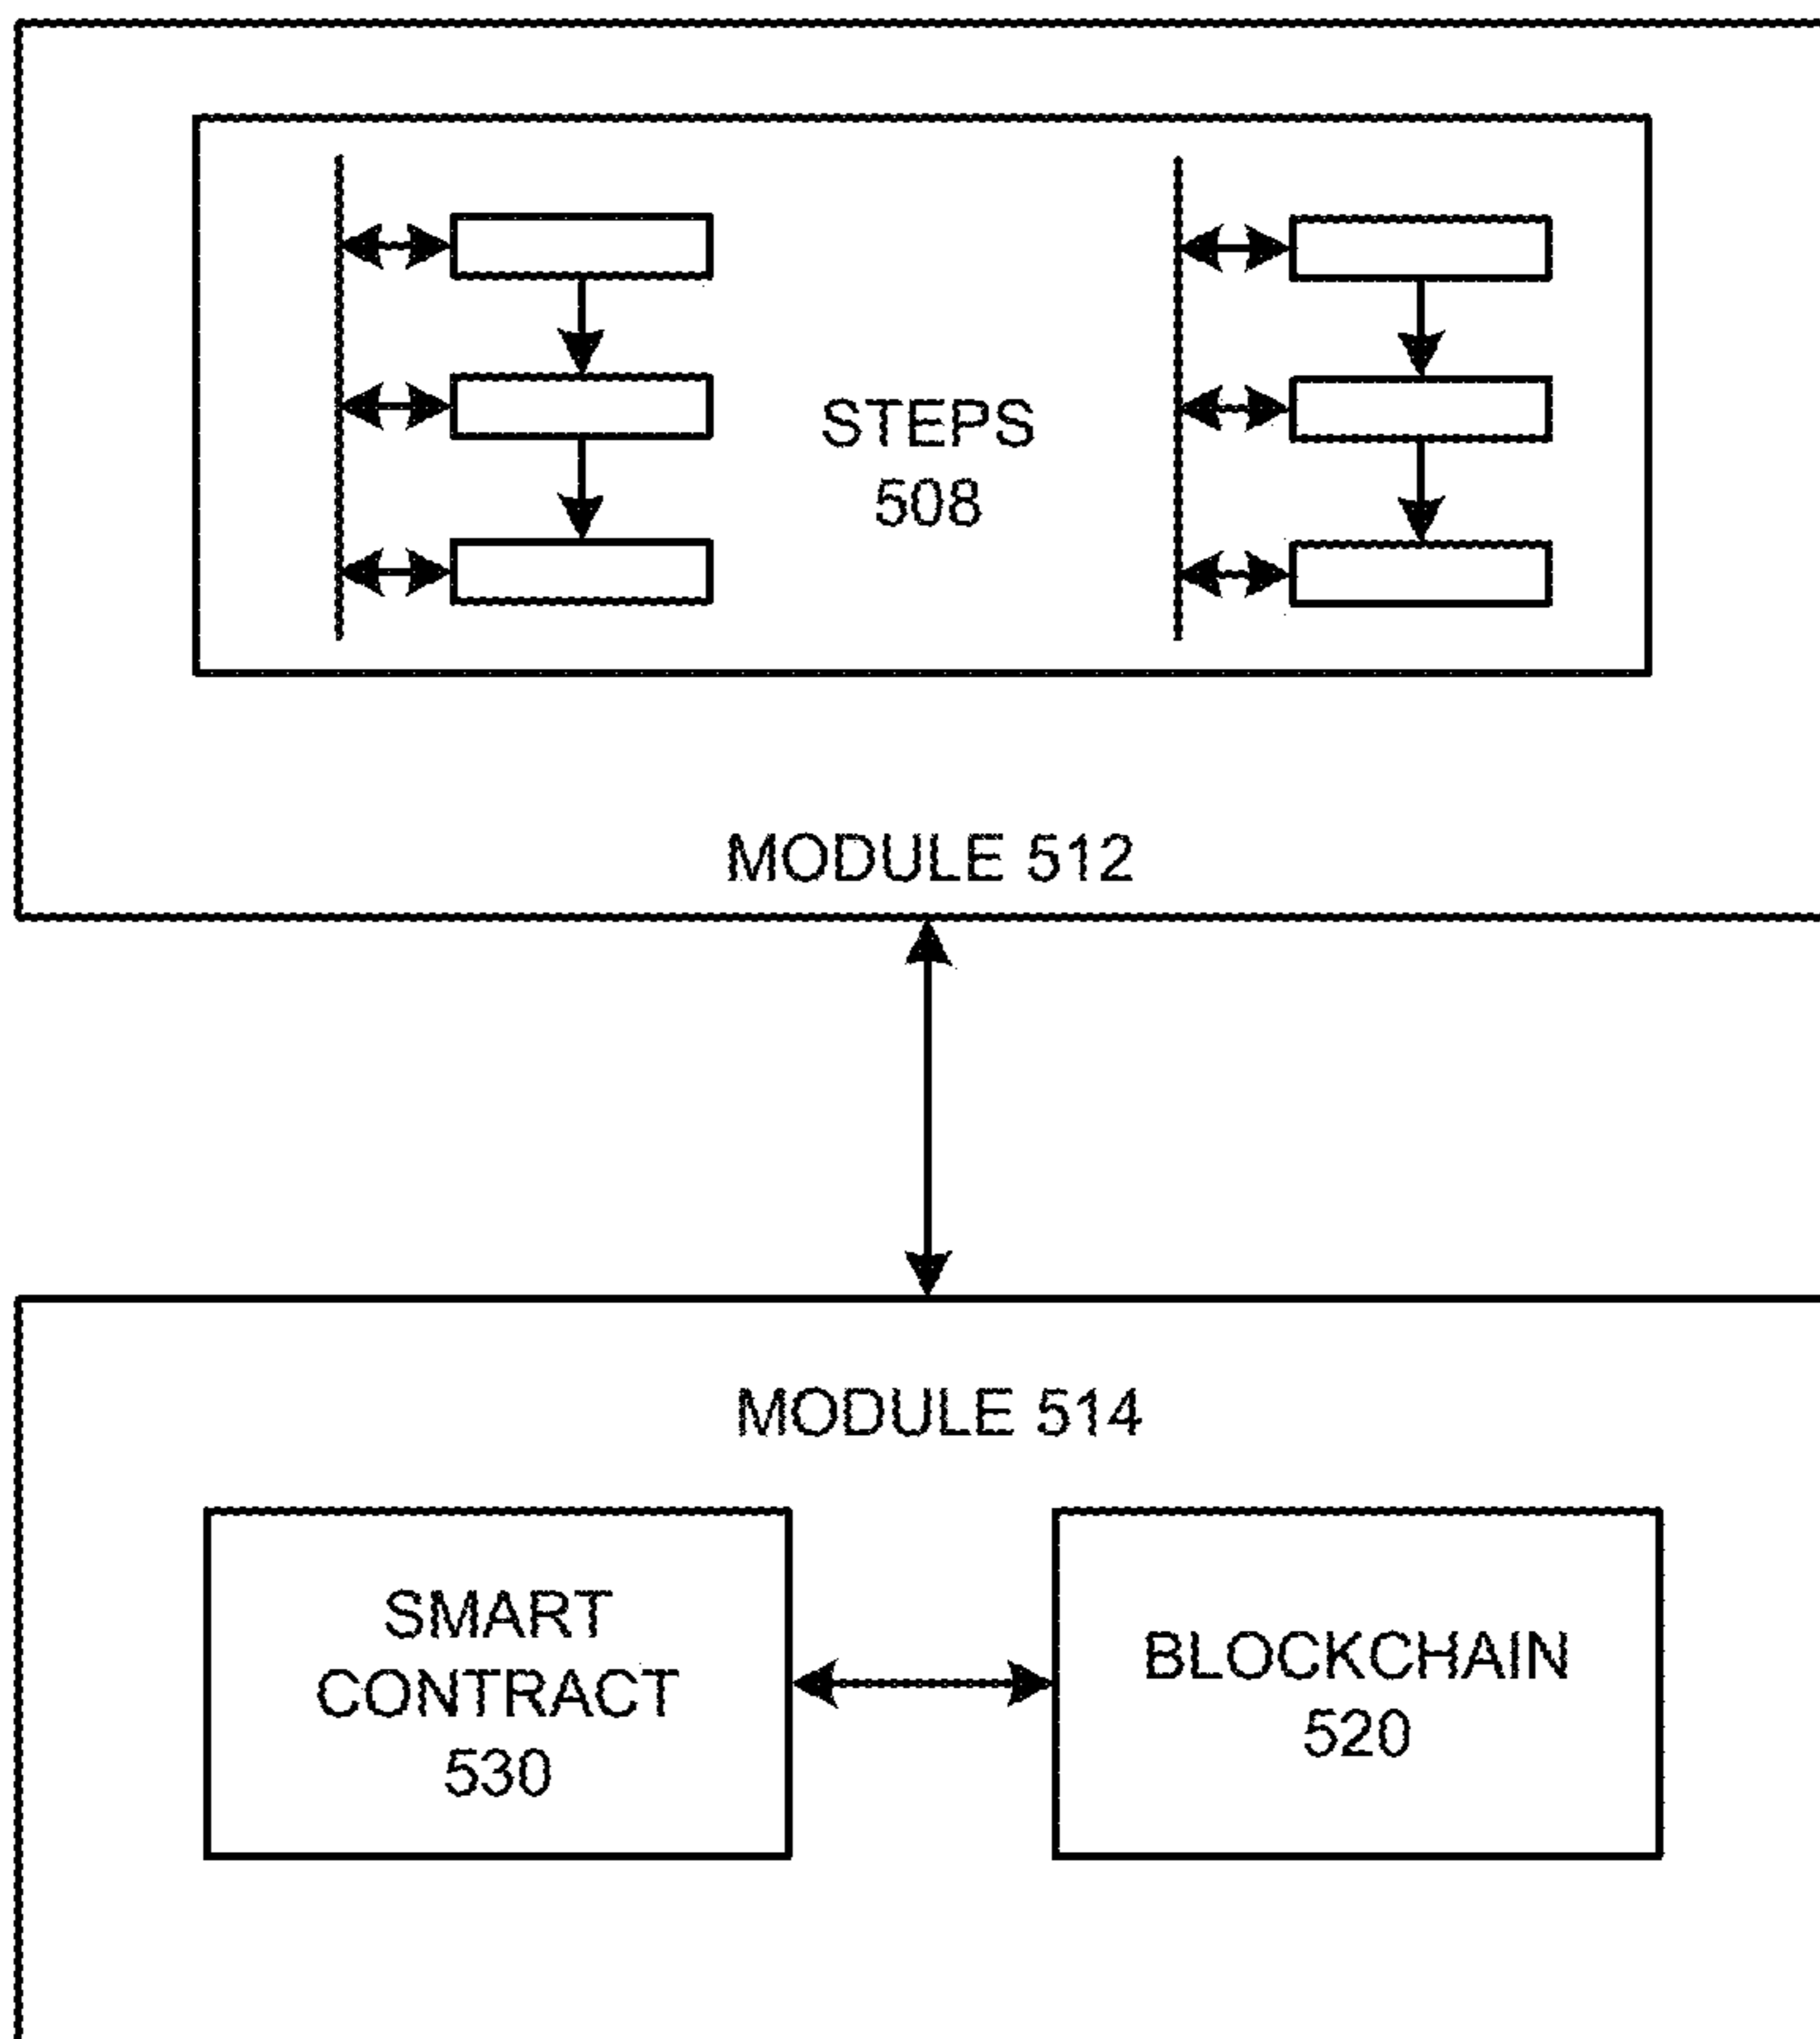 STEPS
508
MODULE 512
MODULE 514
SMART
CONTRACT
530
BLOCKCHAIN
520